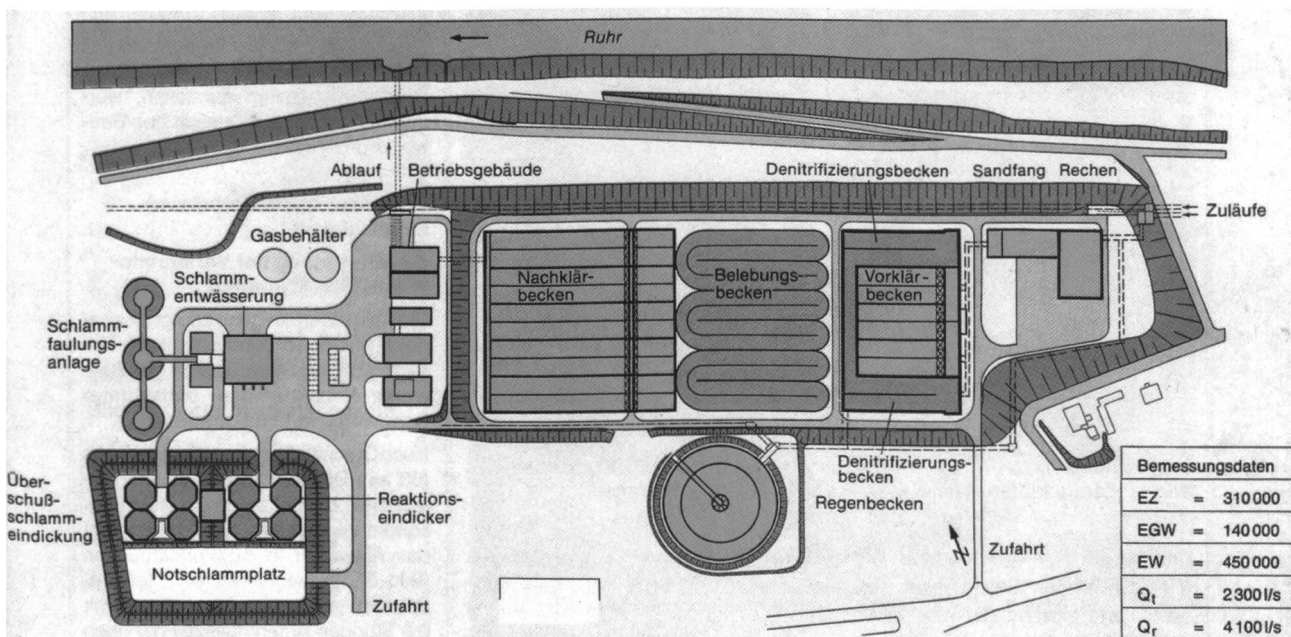 Ruhr
Ablauf
Betriebsgebäude
Denitrifizierungsbecken
Sandfang
Rechen
Zuläufe
Gasbehälter
Schlamm-
entwässerung
Nachklär-
becken
Belebungs-
becken
Vorklär-
becken
Schlamm-
faulungs-
anlage
Über-
schuß-
schlamm-
eindickung
Reaktions-
eindicker
Denitrifizierungs-
becken
Regenbecken
Notschlammplatz
Zufahrt
Zufahrt
N
Bemessungsdaten
EZ = 310 000
EGW = 140 000
EW = 450 000
Qt = 2300 l/s
Qr = 4100 l/s